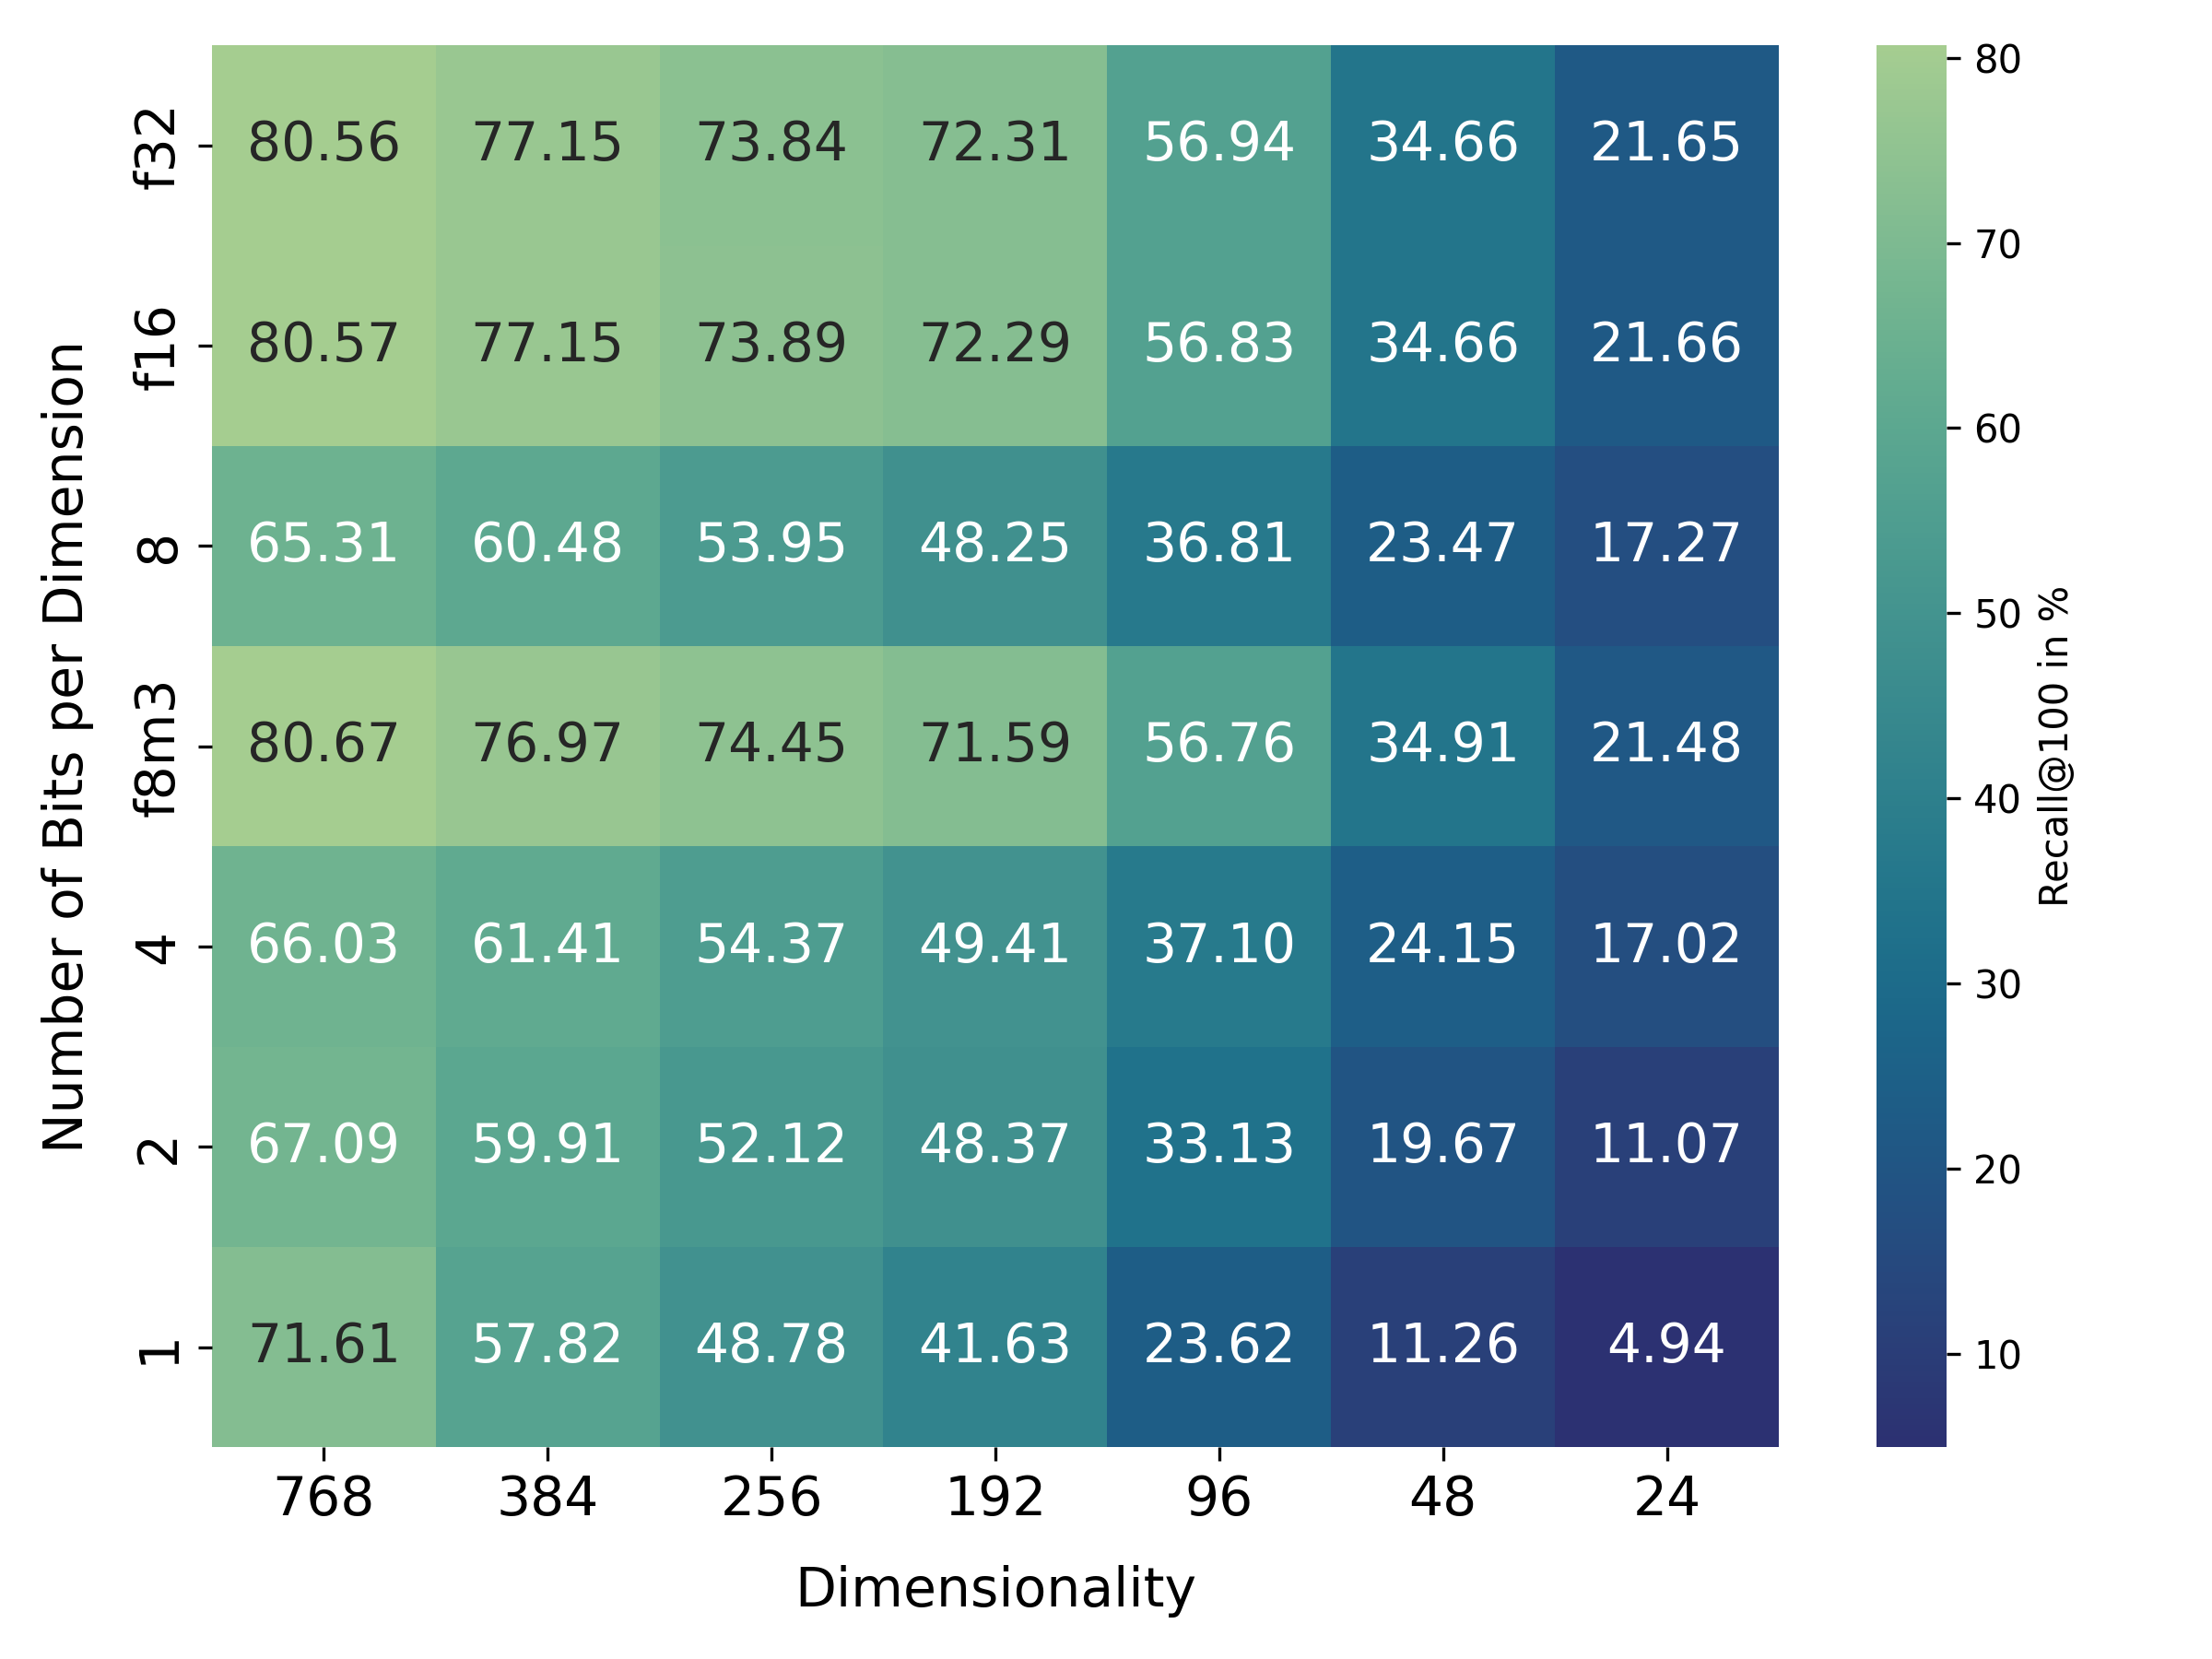 Number of Bits per Dimension
f32 80.56 77.15 73.84 72.31 56.94 34.66 21.65
f16 80.57 77.15 73.89 72.29 56.83 34.66 21.66
8 65.31 60.48 53.95 48.25 36.81 23.47 17.27
f8m3 80.67 76.97 74.45 71.59 56.76 34.91 21.48
4 66.03 61.41 54.37 49.41 37.10 24.15 17.02
2 67.09 59.91 52.12 48.37 33.13 19.67 11.07
1 71.61 57.82 48.78 41.63 23.62 11.26 4.94
768 384 256 192 96 48 24
Dimensionality
80
70
60
50
40
30
20
10
Recall@100 in %